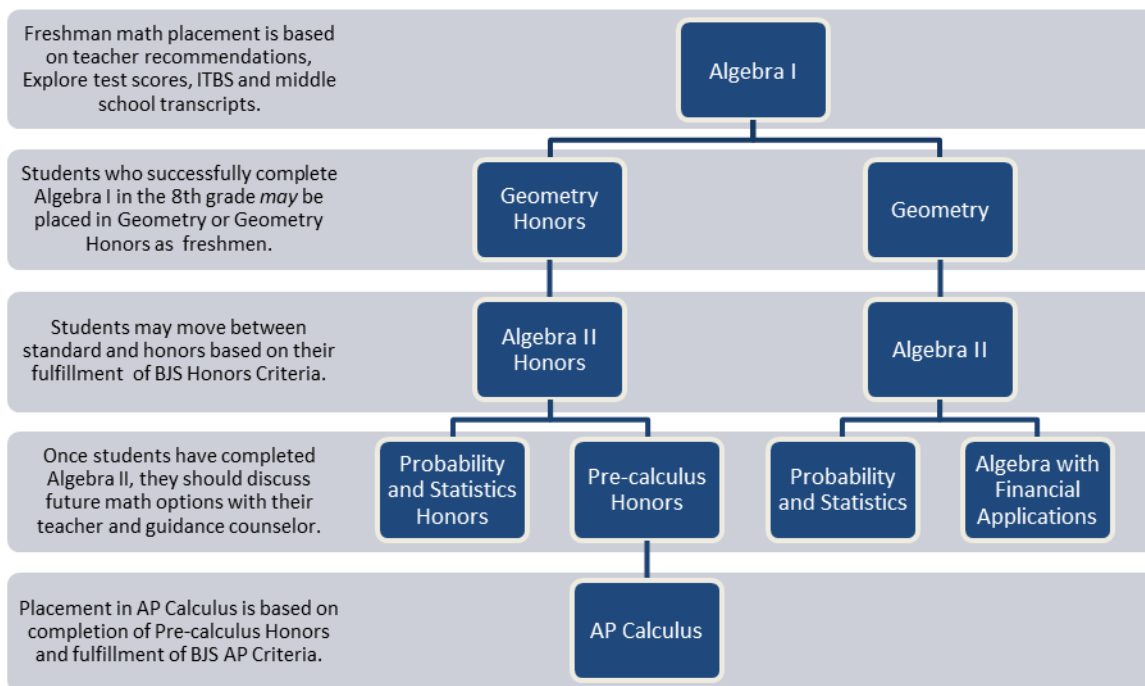 Freshman math placement is based
on teacher recommendations,
Explore test scores, ITBS and middle
school transcripts.
Algebra I
Students who successfully complete
Algebra I in the 8th grade may be
placed in Geometry or Geometry
Honors as freshmen.
Geometry
Honors
Geometry
Students may move between
standard and honors based on their
fulfillment of BJS Honors Criteria.
Algebra II
Honors
Algebra II
Once students have completed
Algebra II, they should discuss
future math options with their
teacher and guidance counselor.
Probability
and Statistics
Honors
Pre-calculus
Honors
Probability
and Statistics
Algebra with
Financial
Applications
Placement in AP Calculus is based on
completion of Pre-calculus Honors
and fulfillment of BJS AP Criteria.
AP Calculus